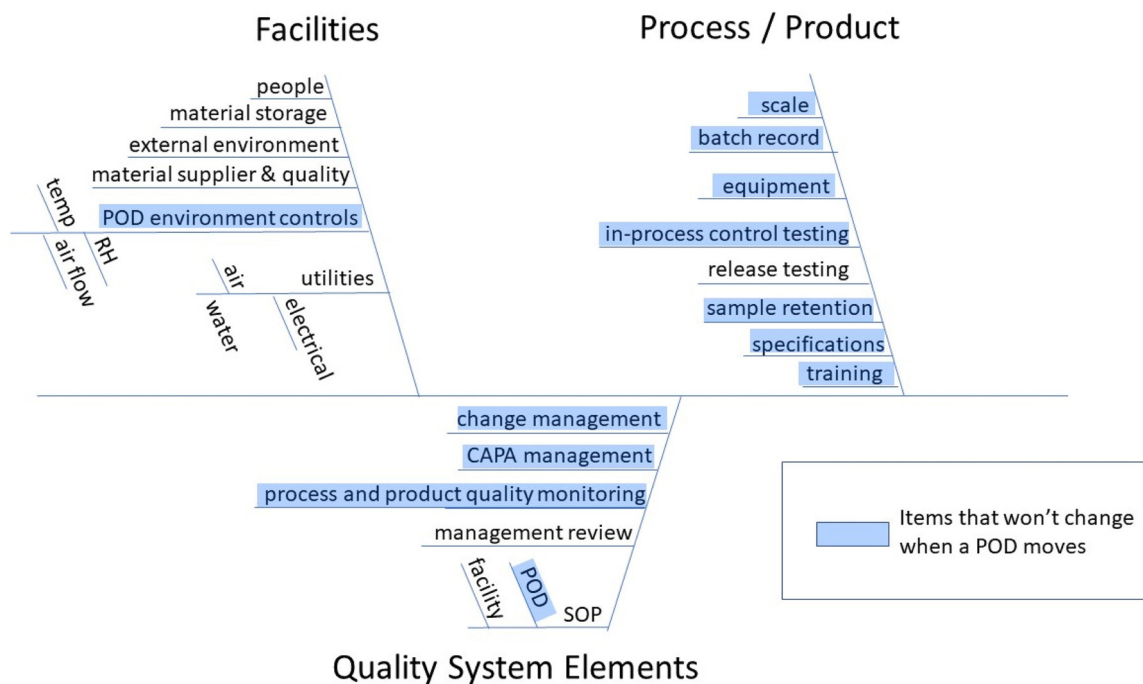 Facilities
Process / Product
people
material storage
external environment
material supplier & quality
POD environment controls
temp
RH
air flow
utilities
air
water
electrical
scale
batch record
equipment
in-process control testing
release testing
sample retention
specifications
training
change management
CAPA management
process and product quality monitoring
management review
facility
POD
SOP
Quality System Elements
Items that won't change
when a POD moves